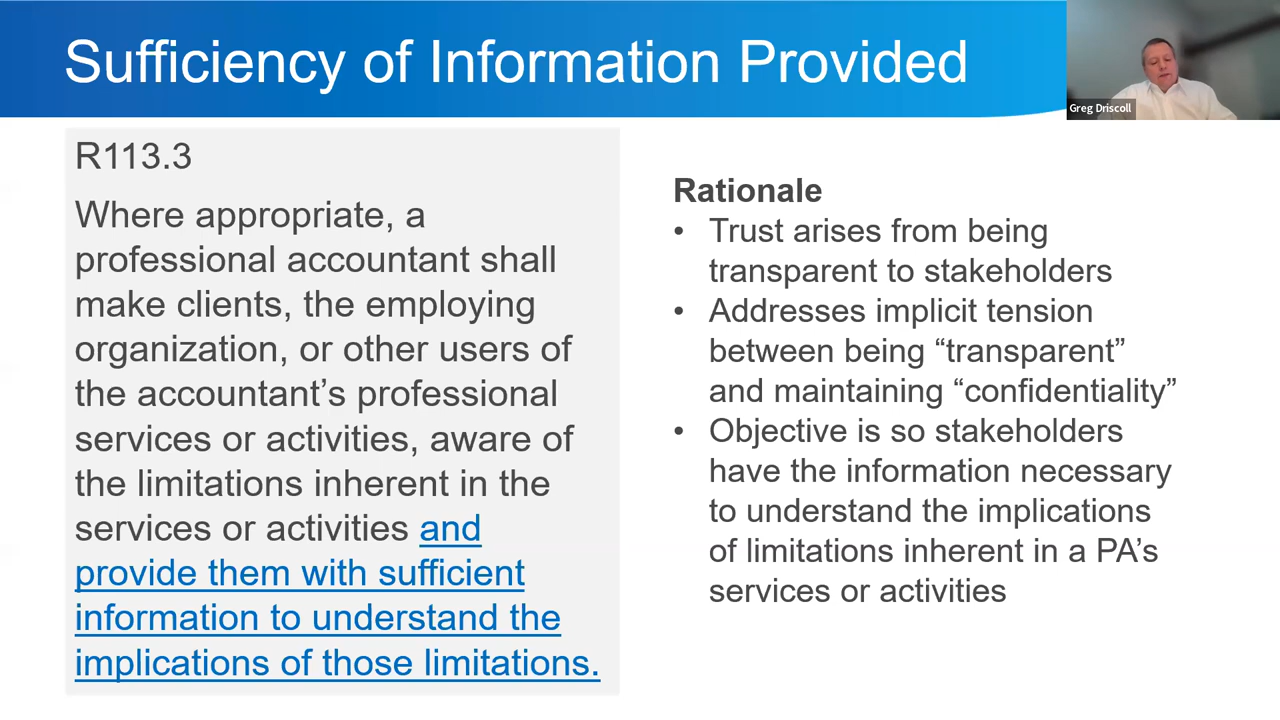 Sufficiency of Information Provided
Greg Driscoll
R113.3
Where appropriate, a
professional accountant shall
make clients, the employing
organization, or other users of
the accountant’s professional
services or activities, aware of
the limitations inherent in the
services or activities and
provide them with sufficient
information to understand the
implications of those limitations.
Rationale
• Trust arises from being
transparent to stakeholders
• Addresses implicit tension
between being “transparent”
and maintaining “confidentiality”
• Objective is so stakeholders
have the information necessary
to understand the implications
of limitations inherent in a PA’s
services or activities